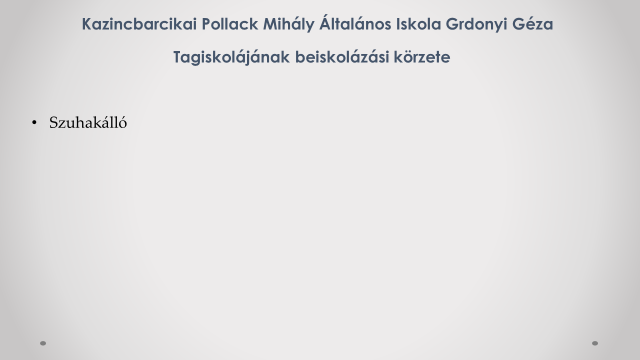 Kazincbarcikai Pollack Mihály Általános Iskola Grdonyi Géza
Tagiskolájának beiskolázási körzete
• Szuhakálló